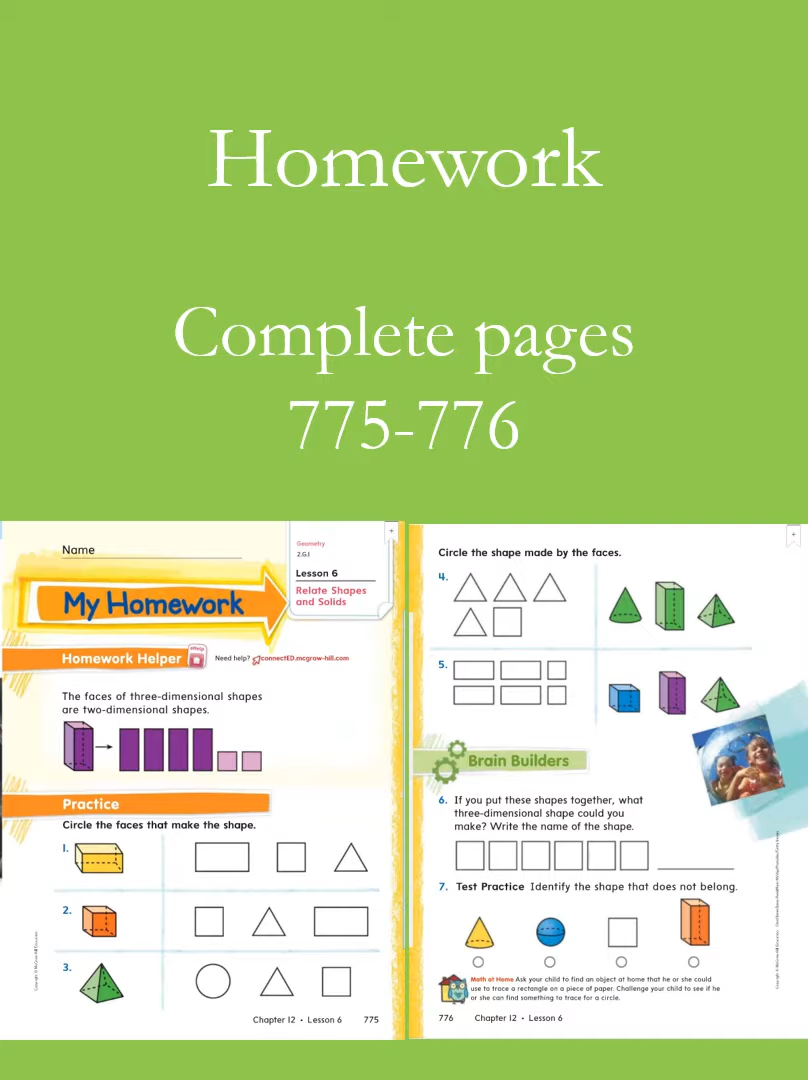 Homework
Complete pages
775-776
Name
Geometry
2.G.1
Lesson 6
Relate Shapes
and Solids
My Homework
Homework Helper
eHelp
Need help? connectED.mcgraw-hill.com
The faces of three-dimensional shapes
are two-dimensional shapes.
Practice
Circle the faces that make the shape.
1.
2.
3.
Chapter 12 • Lesson 6 775
Circle the shape made by the faces.
4.
5.
Brain Builders
6. If you put these shapes together, what
three-dimensional shape could you
make? Write the name of the shape.
7. Test Practice Identify the shape that does not belong.
Math at Home Ask your child to find an object at home that he or she could
use to trace a rectangle on a piece of paper. Challenge your child to see if he
or she can find something to trace for a circle.
776 Chapter 12 • Lesson 6